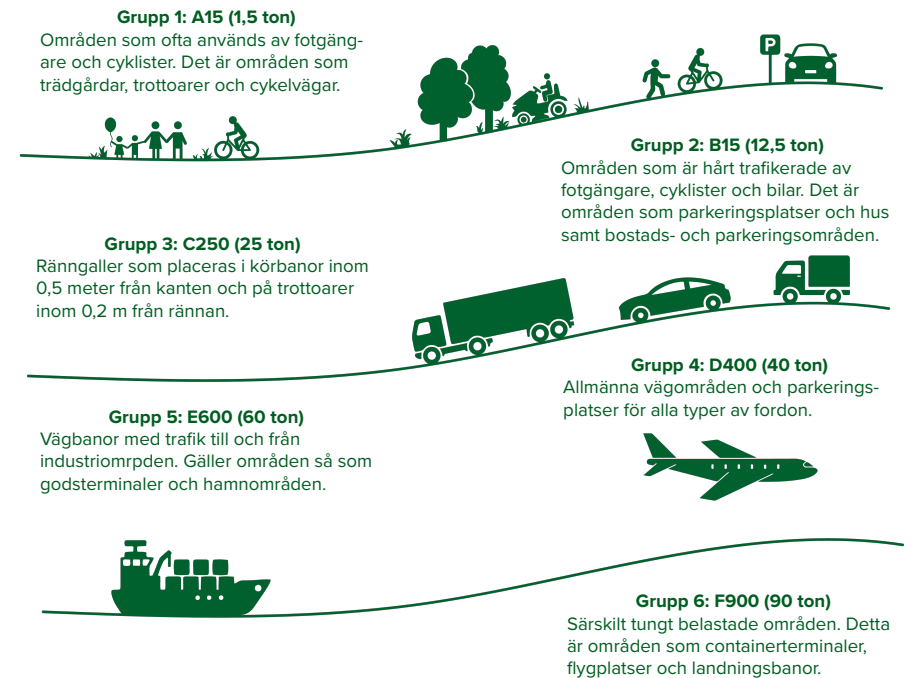 Grupp 1: A15 (1,5 ton)
Områden som ofta används av fotgäng-
are och cyklister. Det är områden som
trädgårdar, trottoarer och cykelvägar.
P
Grupp 2: B15 (12,5 ton)
Områden som är hårt trafikerade av
fotgängare, cyklister och bilar. Det är
områden som parkeringsplatser och hus
samt bostads- och parkeringsområden.
Grupp 3: C250 (25 ton)
Ränngaller som placeras i körbanor inom
0,5 meter från kanten och på trottoarer
inom 0,2 m från rännan.
Grupp 4: D400 (40 ton)
Allmänna vägområden och parkerings-
platser för alla typer av fordon.
Grupp 5: E600 (60 ton)
Vägbanor med trafik till och från
industriomrpden. Gäller områden så som
godsterminaler och hamnområden.
Grupp 6: F900 (90 ton)
Särskilt tungt belastade områden. Detta
är områden som containerterminaler,
flygplatser och landningsbanor.